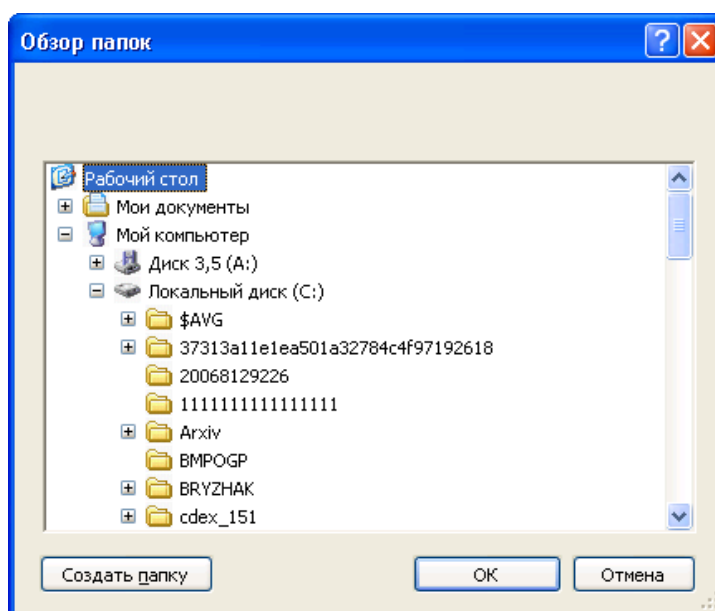 Обзор папок
Рабочий стол
Мои документы
Мой компьютер
Диск 3,5 (A:)
Локальный диск (C:)
$AVG
37313a11e1ea501a32784c4f97192618
20068129226
1111111111111111
Arxiv
BMPOGP
BRYZHAK
cdex_151
Создать папку ОК Отмена